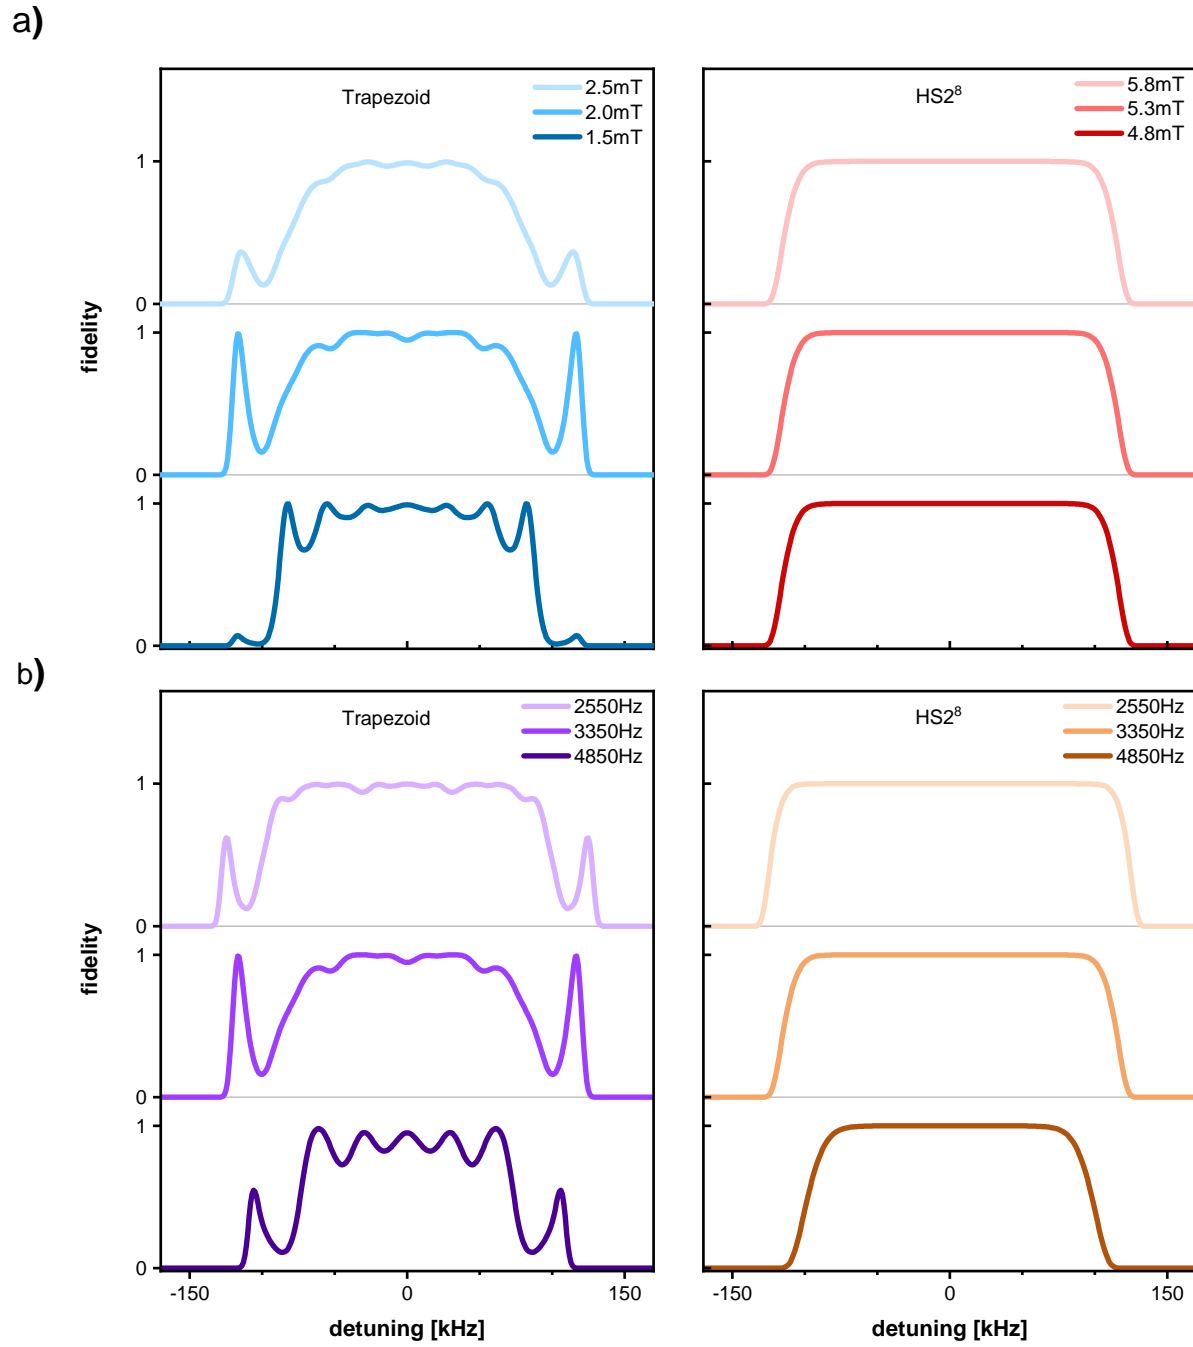 a)
Trapezoid
2.5mT
2.0mT
1.5mT
HS2⁸
5.8mT
5.3mT
4.8mT
1
0
1
0
1
0
fidelity
b)
Trapezoid
2550Hz
3350Hz
4850Hz
HS2⁸
2550Hz
3350Hz
4850Hz
1
0
1
0
1
0
fidelity
-150 0 150
-150 0 150
detuning [kHz]
detuning [kHz]